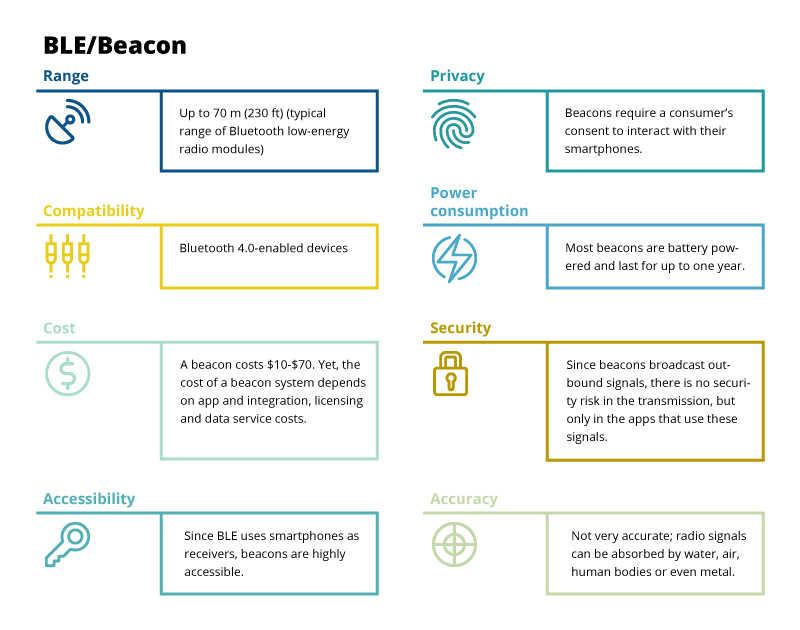 BLE/Beacon
Range
Up to 70 m (230 ft) (typical
range of Bluetooth low-energy
radio modules)
Privacy
Beacons require a consumer’s
consent to interact with their
smartphones.
Compatibility
Bluetooth 4.0-enabled devices
Power
consumption
Most beacons are battery pow-
ered and last for up to one year.
Cost
A beacon costs $10-$70. Yet, the
cost of a beacon system depends
on app and integration, licensing
and data service costs.
Security
Since beacons broadcast out-
bound signals, there is no securi-
ty risk in the transmission, but
only in the apps that use these
signals.
Accessibility
Since BLE uses smartphones as
receivers, beacons are highly
accessible.
Accuracy
Not very accurate; radio signals
can be absorbed by water, air,
human bodies or even metal.